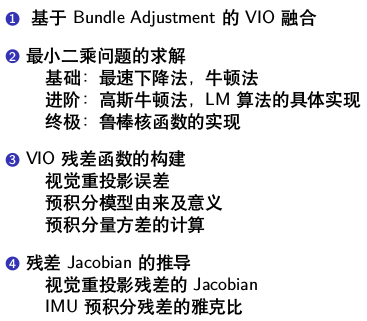 1 基于 Bundle Adjustment 的 VIO 融合
2 最小二乘问题的求解
基础：最速下降法，牛顿法
进阶：高斯牛顿法，LM 算法的具体实现
终极：鲁棒核函数的实现
3 VIO 残差函数的构建
视觉重投影误差
预积分模型由来及意义
预积分量方差的计算
4 残差 Jacobian 的推导
视觉重投影残差的 Jacobian
IMU 预积分残差的雅克比